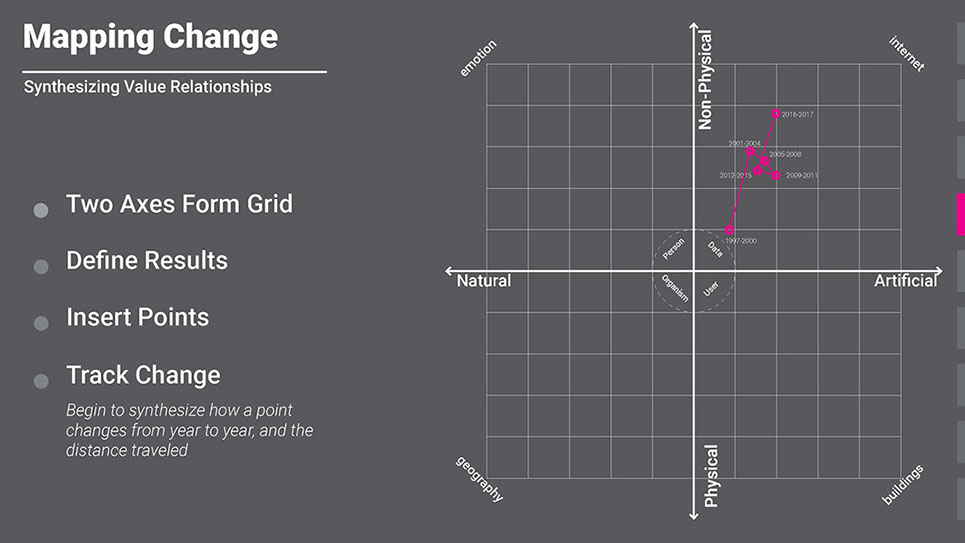 Mapping Change
Synthesizing Value Relationships
Two Axes Form Grid
Define Results
Insert Points
Track Change
Begin to synthesize how a point
changes from year to year, and the
distance traveled
emotion
internet
Non-Physical
2016-2017
2001-2004
2005-2008
2012-2015
2009-2011
1997-2000
Person
Data
Organism
User
Natural
Artificial
Physical
geography
buildings